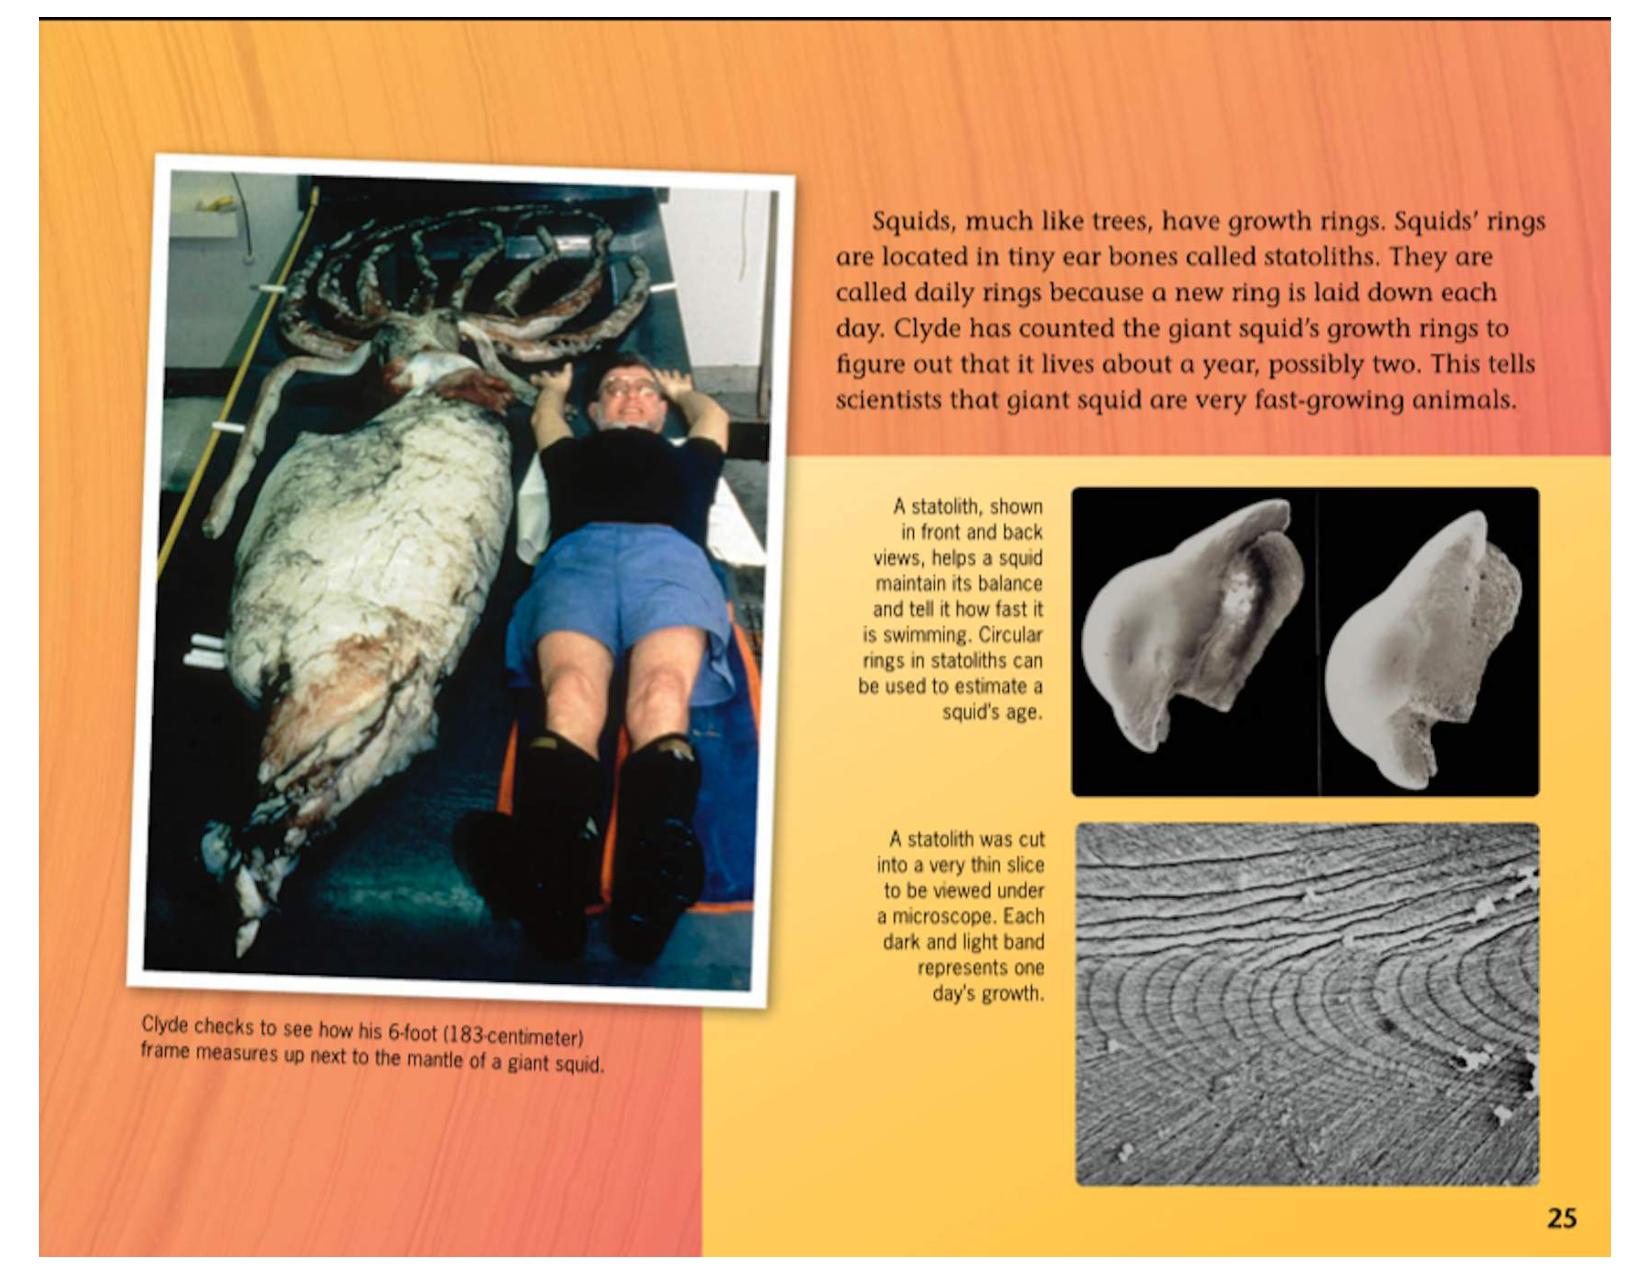 Squids, much like trees, have growth rings. Squids' rings
are located in tiny ear bones called statoliths. They are
called daily rings because a new ring is laid down each
day. Clyde has counted the giant squid's growth rings to
figure out that it lives about a year, possibly two. This tells
scientists that giant squid are very fast-growing animals.
A statolith, shown
in front and back
views, helps a squid
maintain its balance
and tell it how fast it
is swimming. Circular
rings in statoliths can
be used to estimate a
squid's age.
A statolith was cut
into a very thin slice
to be viewed under
a microscope. Each
dark and light band
represents one
day's growth.
Clyde checks to see how his 6-foot (183-centimeter)
frame measures up next to the mantle of a giant squid.
25